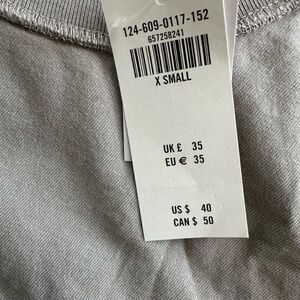 124-609-0117-152
657258241
X SMALL
UK £ 35
EU € 35
US $ 40
CAN $ 50